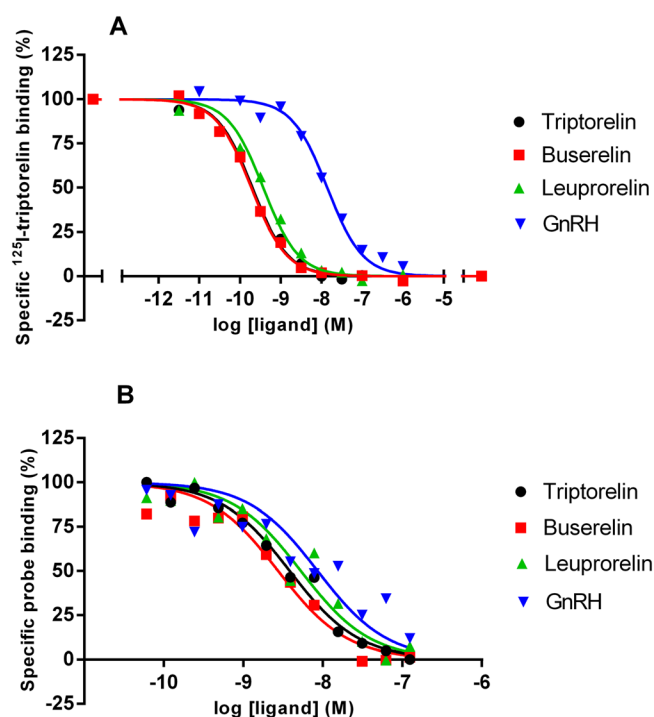 A
Specific ¹²⁵I-triptorelin binding (%)
125
100
75
50
25
0
-25
-12 -11 -10 -9 -8 -7 -6 -5
log [ligand] (M)
Triptorelin
Buserelin
Leuprorelin
GnRH
B
Specific probe binding (%)
125
100
75
50
25
0
-25
-10 -9 -8 -7 -6
log [ligand] (M)
Triptorelin
Buserelin
Leuprorelin
GnRH